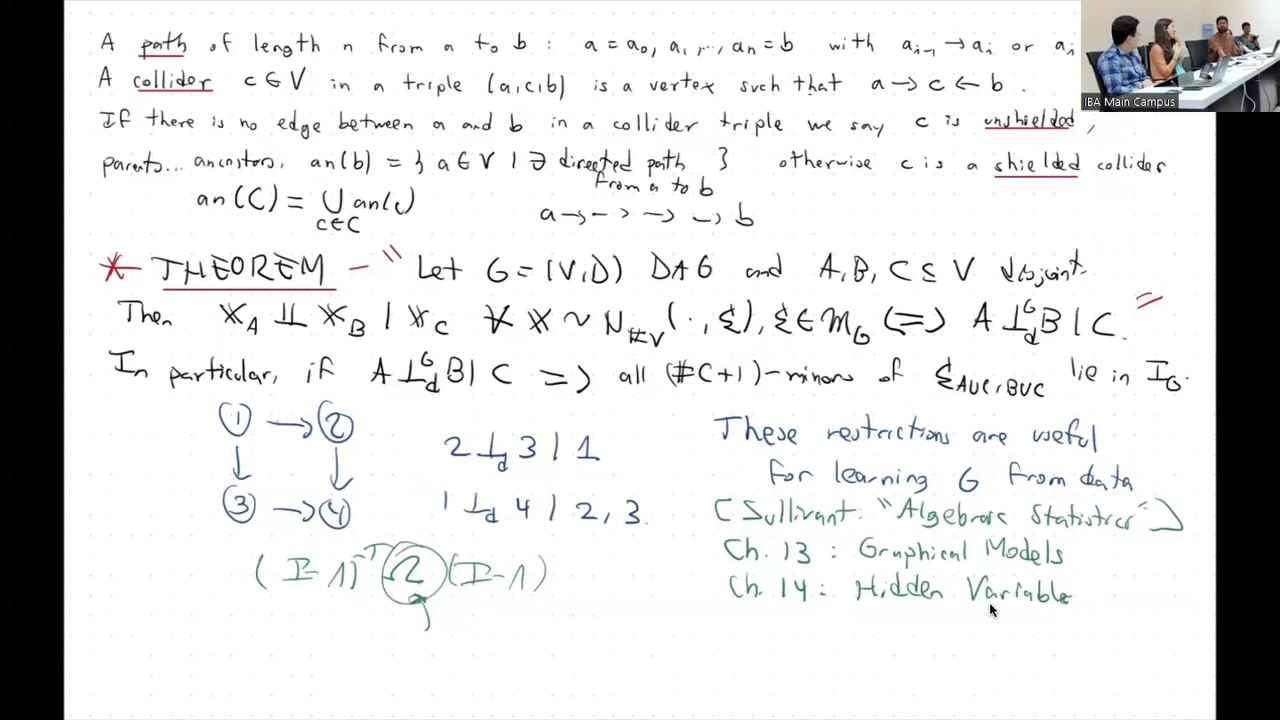 A path of length n from a to b : a = a₀, a₁, ..., aₙ = b with aᵢ₋₁ → aᵢ or aᵢ
A collider c ∈ V in a triple (a,c,b) is a vertex such that a → c ← b .
IBA Main Campus
If there is no edge between a and b in a collider triple we say c is unshielded,
parents... ancestors, an(b) = { a ∈ V | ∃ directed path from a to b } otherwise c is a shielded collider
an(C) = ⋃_{c∈C} an(c)
a → -> → -> b
* THEOREM - " Let G = (V,D) DAG and A, B, C ⊆ V disjoint.
Then X_A ⫫ X_B | X_C ∀ X ~ N_{#V}( · , Σ), Σ ∈ M_G (=) A ⊥_d^G B | C. "
In particular, if A ⊥_d^G B | C => all (#C+1)-minors of Σ_{A∪C, B∪C} lie in I_G.
1 → 2
3 → 4
2 ⊥_d 3 | 1
1 ⊥_d 4 | 2, 3.
(I-Λ)^{-T} Ω (I-Λ)
These restrictions are useful
for learning G from data
[ Sullivant "Algebraic Statistics" ]
Ch. 13 : Graphical Models
Ch. 14 : Hidden Variable